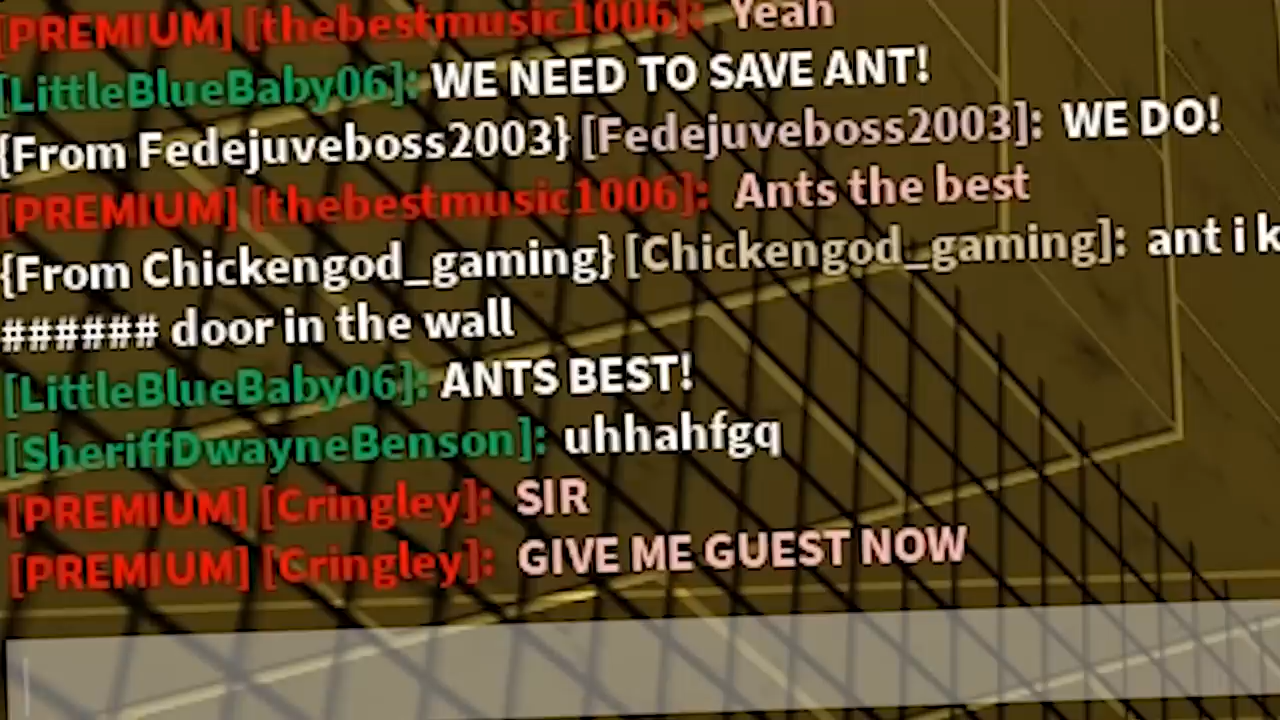 [PREMIUM] [thebestmusic1006]: Yeah
[LittleBlueBaby06]: WE NEED TO SAVE ANT!
{From Fedejuveboss2003} [Fedejuveboss2003]: WE DO!
[PREMIUM] [thebestmusic1006]: Ants the best
{From Chickengod_gaming} [Chickengod_gaming]: ant i
###### door in the wall
[LittleBlueBaby06]: ANTS BEST!
[SheriffDwayneBenson]: uhhahfgq
[PREMIUM] [Cringley]: SIR
[PREMIUM] [Cringley]: GIVE ME GUEST NOW